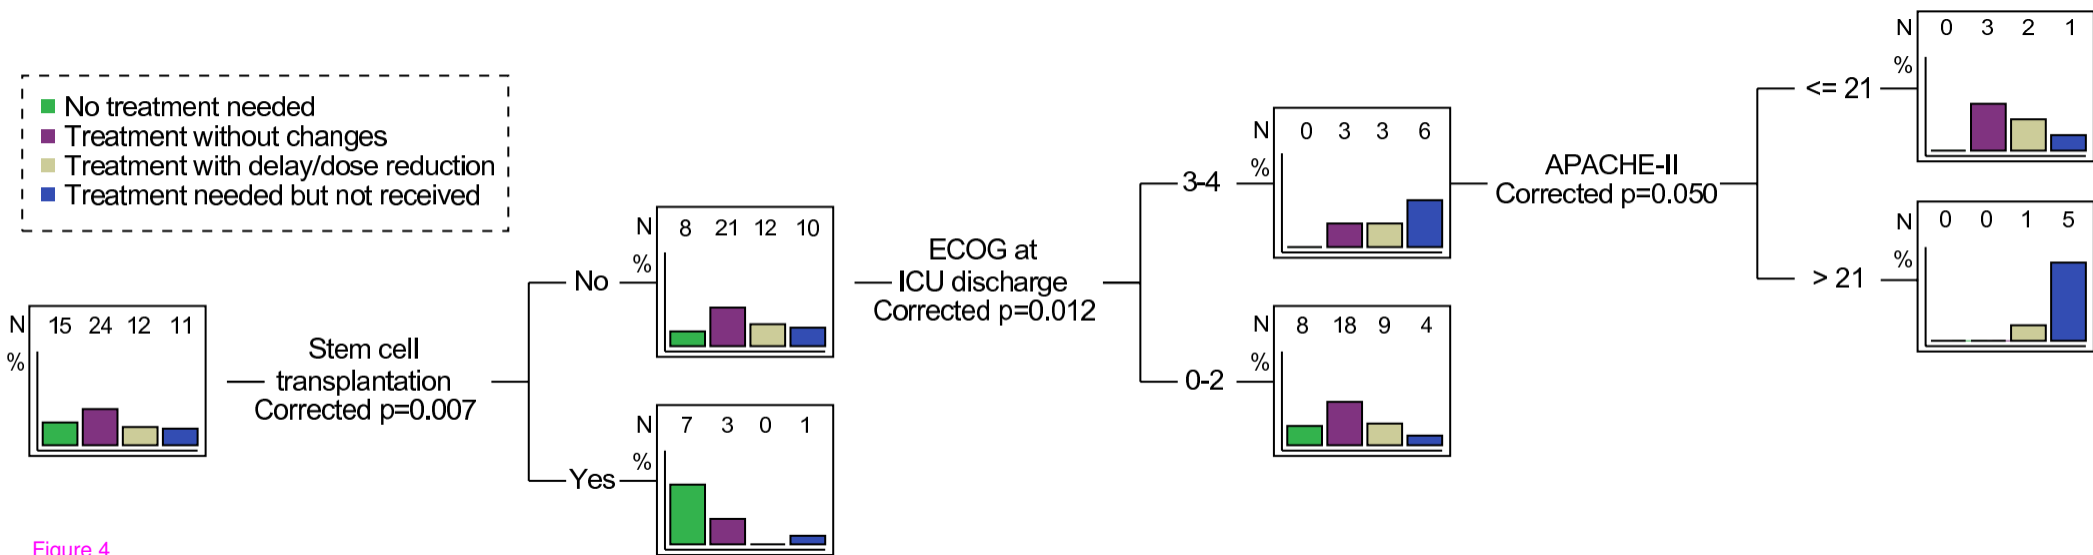 No treatment needed
Treatment without changes
Treatment with delay/dose reduction
Treatment needed but not received
N 15 24 12 11
%
Stem cell
transplantation
Corrected p=0.007
No
N 8 21 12 10
%
Yes
N 7 3 0 1
%
ECOG at
ICU discharge
Corrected p=0.012
3-4
N 0 3 3 6
%
0-2
N 8 18 9 4
%
APACHE-II
Corrected p=0.050
<= 21
N 0 3 2 1
%
> 21
N 0 0 1 5
%
Figure 4